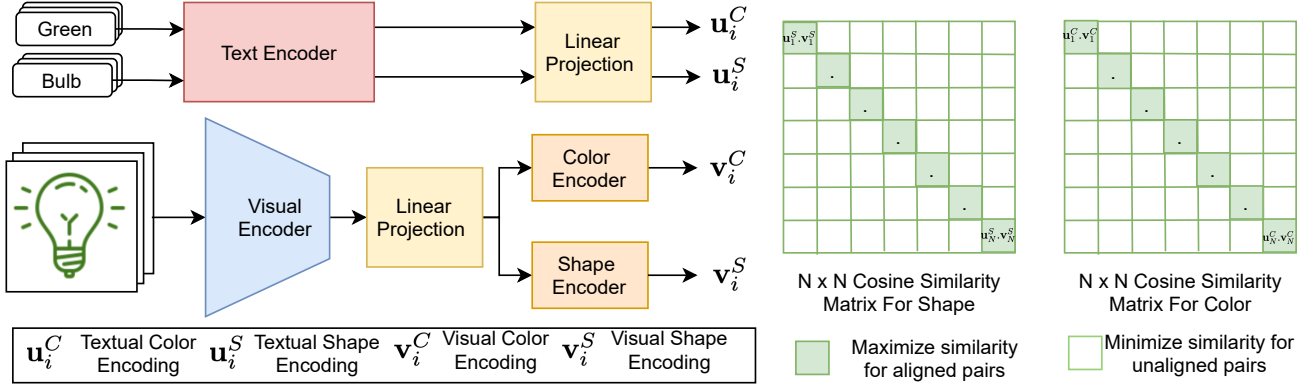 Green
Bulb
Text Encoder
Linear
Projection
u_i^C
u_i^S
Visual
Encoder
Linear
Projection
Color
Encoder
Shape
Encoder
v_i^C
v_i^S
u_1^S.v_1^S
.
.
.
.
.
u_N^S.v_N^S
N x N Cosine Similarity
Matrix For Shape
u_1^C.v_1^C
.
.
.
.
.
u_N^C.v_N^C
N x N Cosine Similarity
Matrix For Color
u_i^C Textual Color
Encoding
u_i^S Textual Shape
Encoding
v_i^C Visual Color
Encoding
v_i^S Visual Shape
Encoding
Maximize similarity
for aligned pairs
Minimize similarity for
unaligned pairs